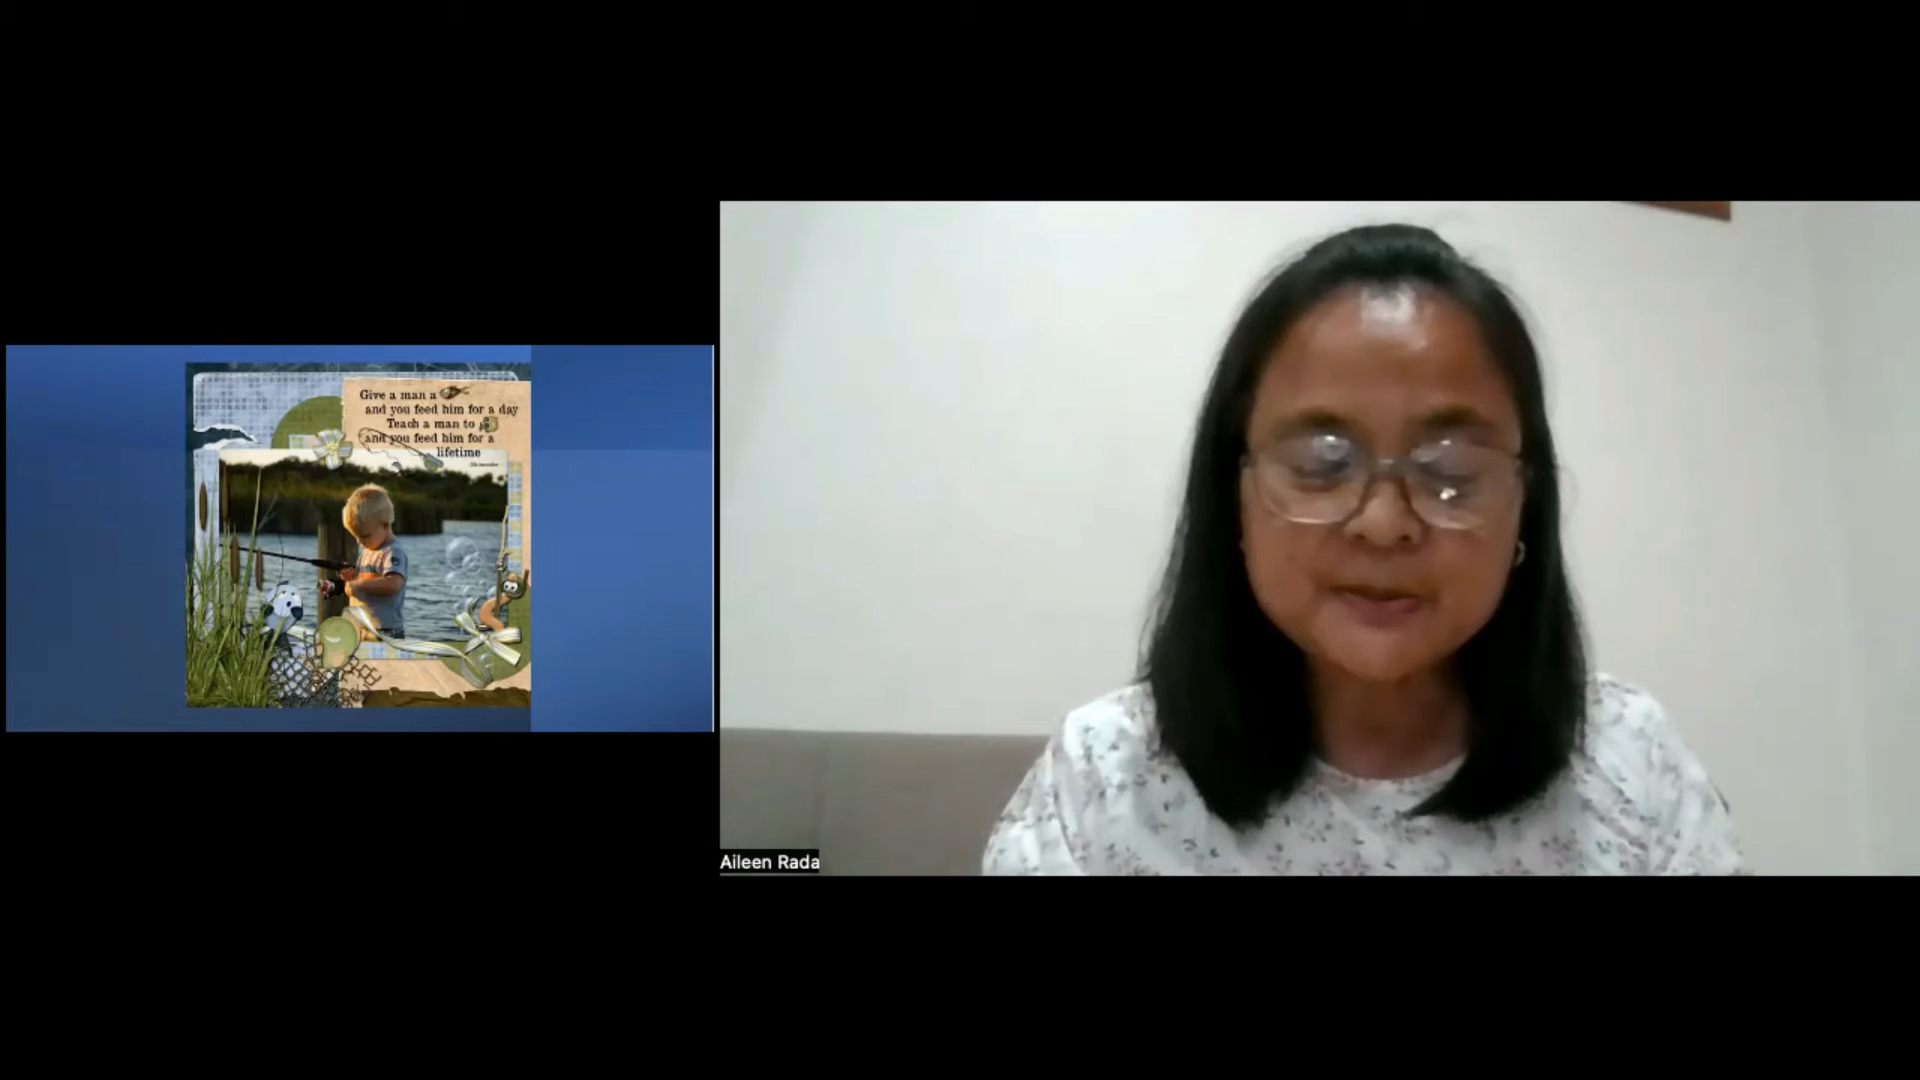 Give a man a
and you feed him for a day
Teach a man to
and you feed him for a
lifetime
Aileen Rada